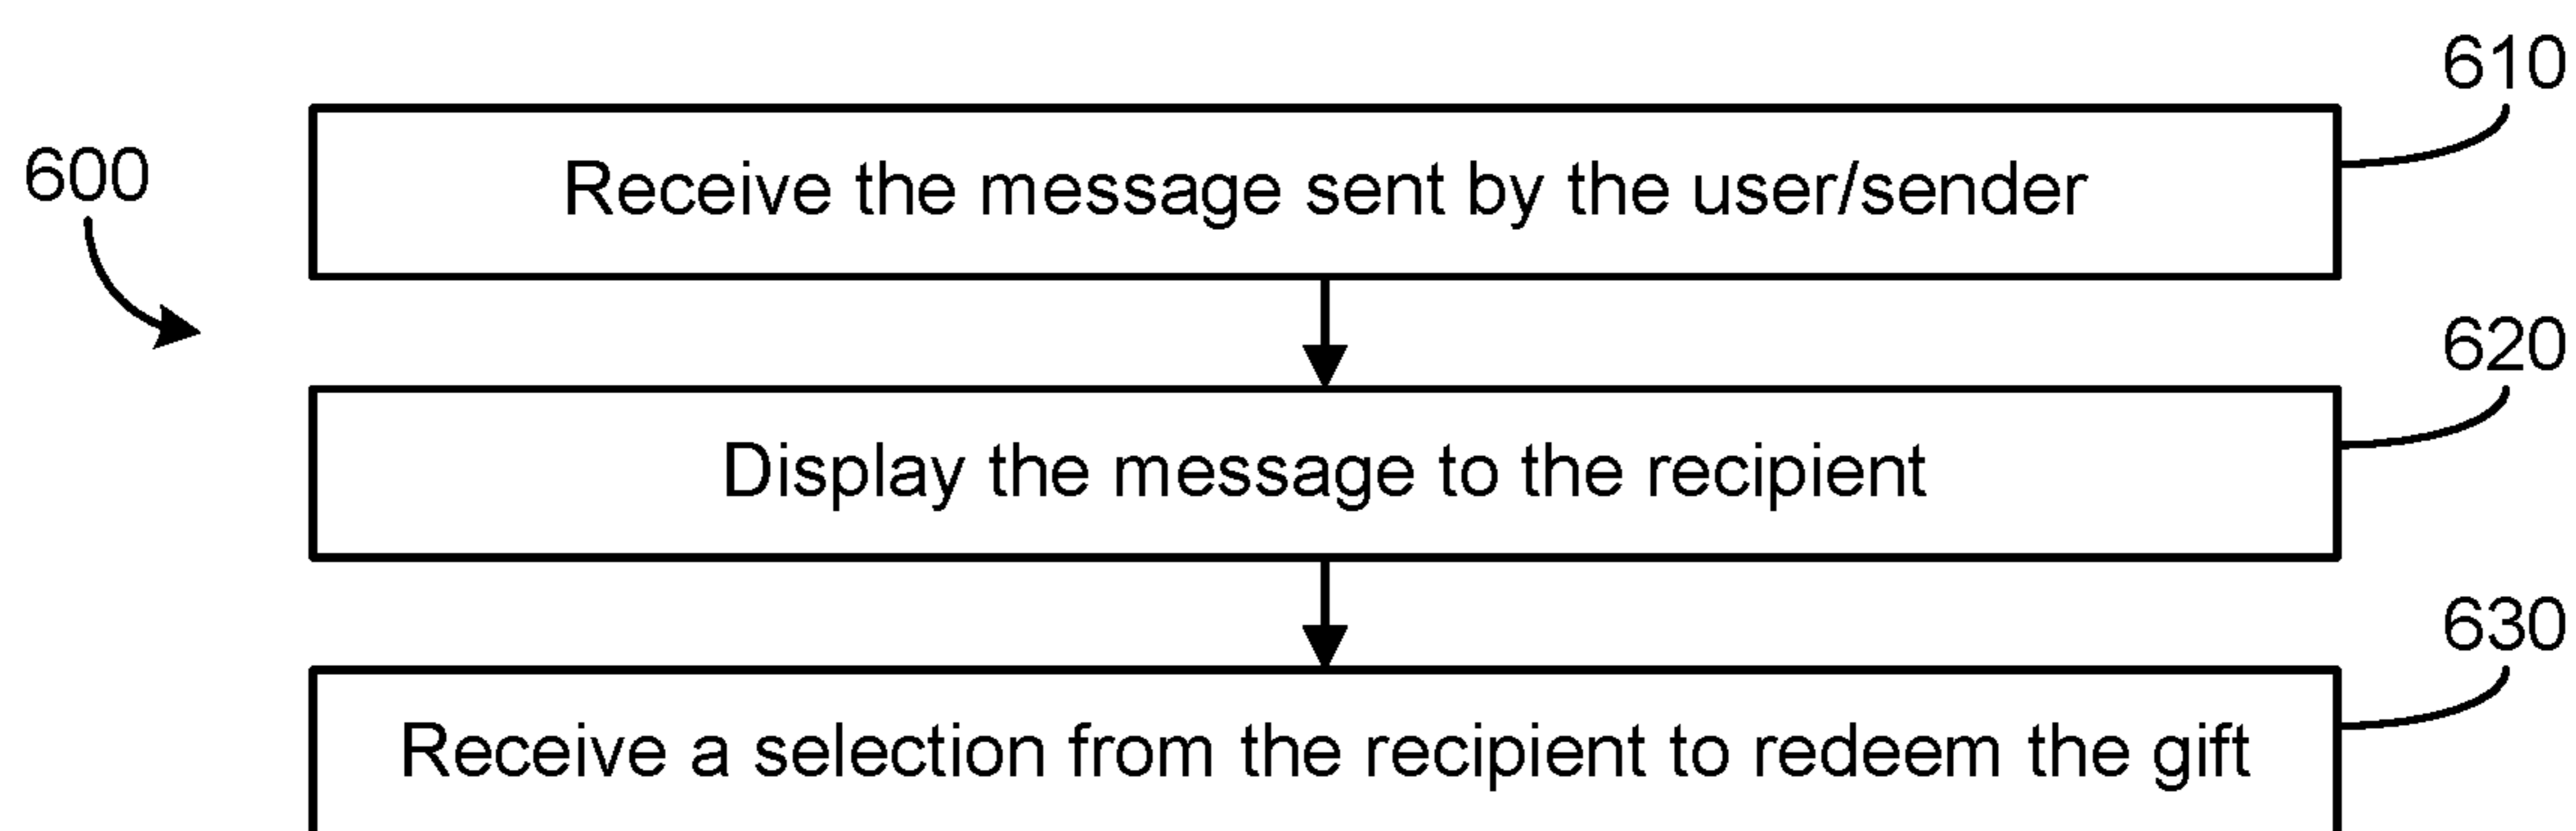 610
600
Receive the message sent by the user/sender
620
Display the message to the recipient
630
Receive a selection from the recipient to redeem the gift